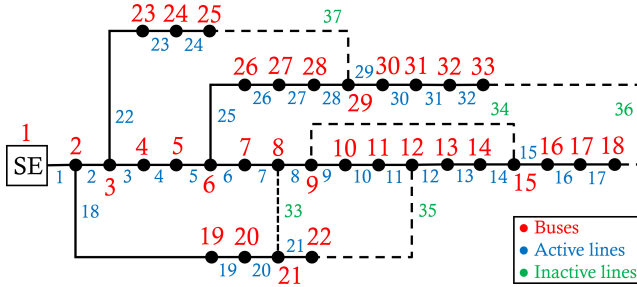 23 24 25 37
23 24
26 27 28 29 30 31 32 33
22 25 26 27 28 29 30 31 32 34 36
1 2 4 5 7 8 10 11 12 13 14 15 16 17 18
SE
1 2 3 3 4 5 6 6 7 8 9 9 10 11 12 13 14 15 16 17
18 19 20 33 21 22 35
19 20 21
Buses
Active lines
Inactive lines